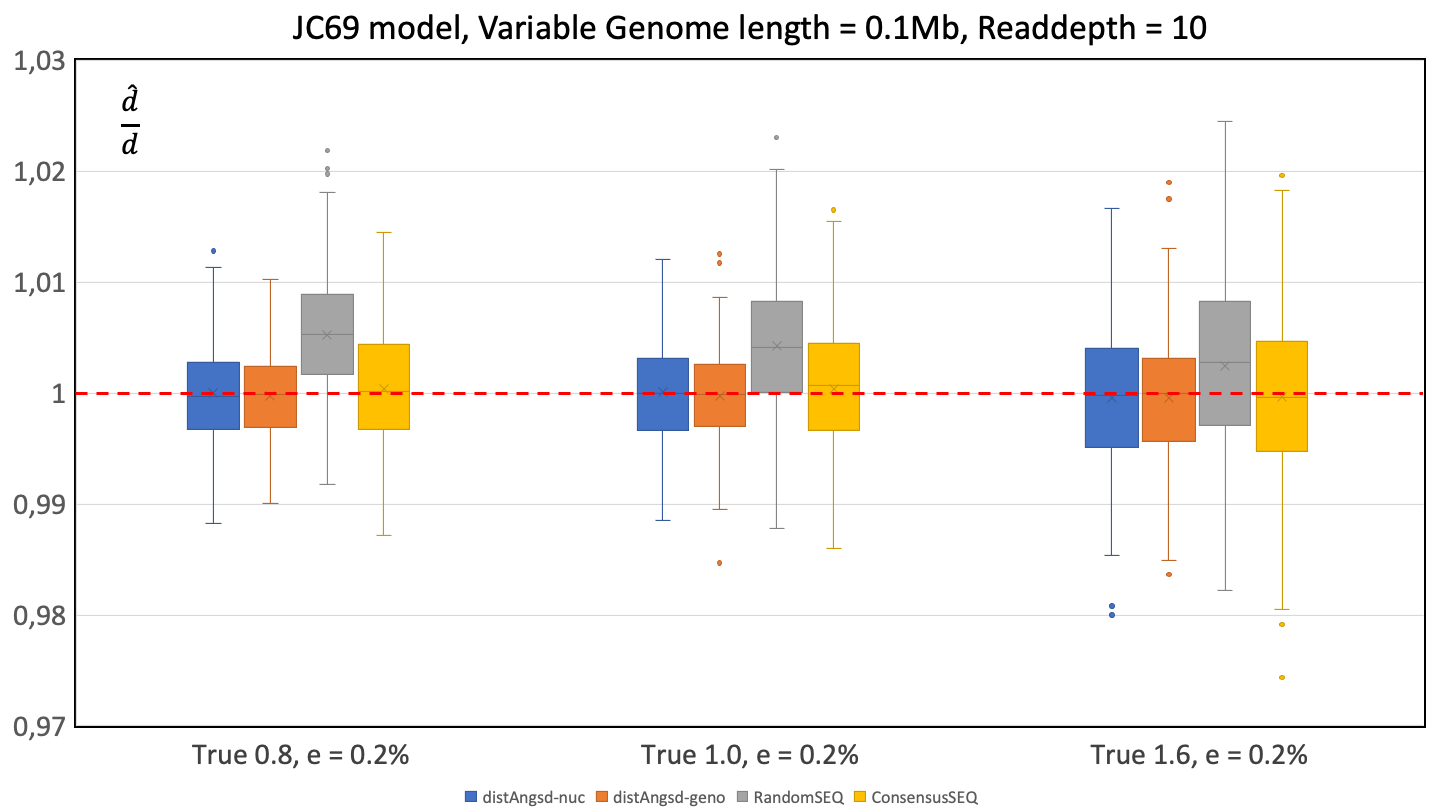 JC69 model, Variable Genome length = 0.1Mb, Readdepth = 10
1,03
d̂
d
1,02
1,01
1
0,99
0,98
0,97
True 0.8, e = 0.2%
True 1.0, e = 0.2%
True 1.6, e = 0.2%
distAngsd-nuc distAngsd-geno RandomSEQ ConsensusSEQ